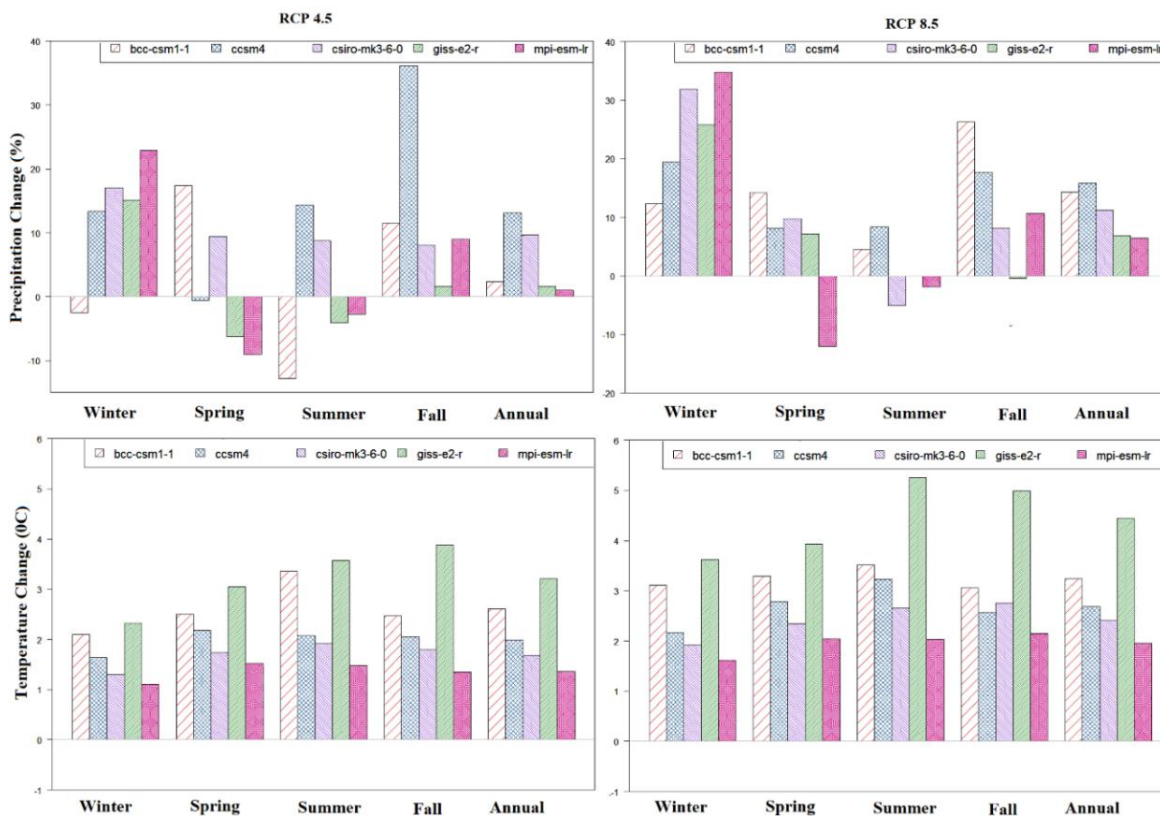 RCP 4.5
RCP 8.5
bcc-csm1-1 ccsm4 csiro-mk3-6-0 giss-e2-r mpi-esm-lr
bcc-csm1-1 ccsm4 csiro-mk3-6-0 giss-e2-r mpi-esm-lr
Precipitation Change (%)
40
30
20
10
0
-10
40
30
20
10
0
-10
-20
Winter Spring Summer Fall Annual
Winter Spring Summer Fall Annual
bcc-csm1-1 ccsm4 csiro-mk3-6-0 giss-e2-r mpi-esm-lr
bcc-csm1-1 ccsm4 csiro-mk3-6-0 giss-e2-r mpi-esm-lr
Temperature Change (0C)
6
5
4
3
2
1
0
-1
6
5
4
3
2
1
0
-1
Winter Spring Summer Fall Annual
Winter Spring Summer Fall Annual